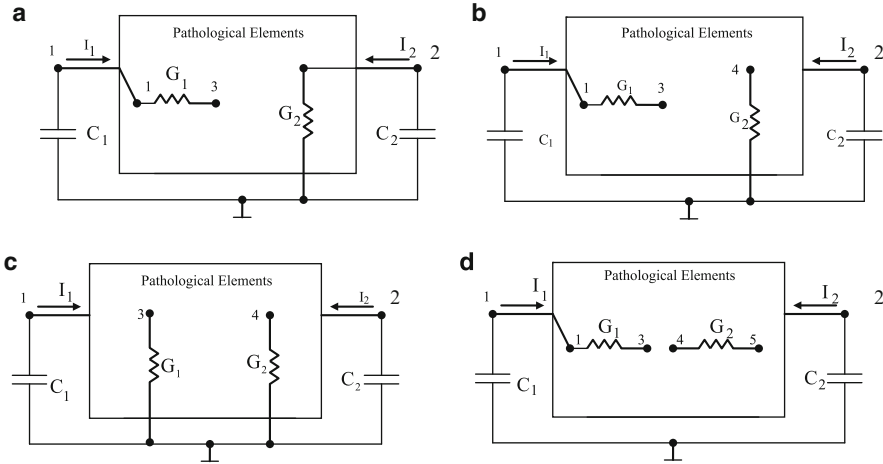 a
Pathological Elements
1
I1
I2
2
G1
1
3
G2
C1
C2
b
Pathological Elements
1
I1
I2
2
4
G1
1
3
G2
C1
C2
c
Pathological Elements
1
I1
I2
2
3
4
G1
G2
C1
C2
d
Pathological Elements
1
I1
I2
2
G1
G2
1
3
4
5
C1
C2